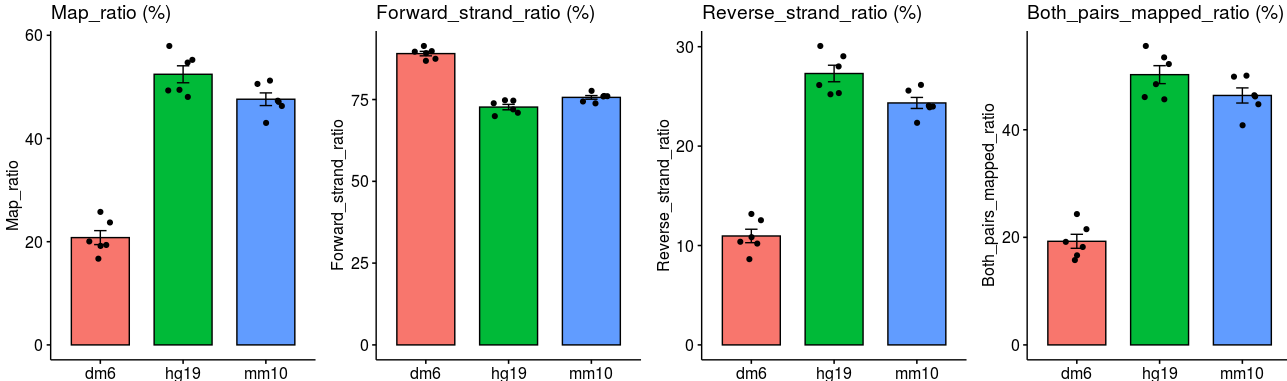 Map_ratio (%)
Map_ratio
60
40
20
0
dm6 hg19 mm10
Forward_strand_ratio (%)
Forward_strand_ratio
75
50
25
0
dm6 hg19 mm10
Reverse_strand_ratio (%)
Reverse_strand_ratio
30
20
10
0
dm6 hg19 mm10
Both_pairs_mapped_ratio (%)
Both_pairs_mapped_ratio
40
20
0
dm6 hg19 mm10